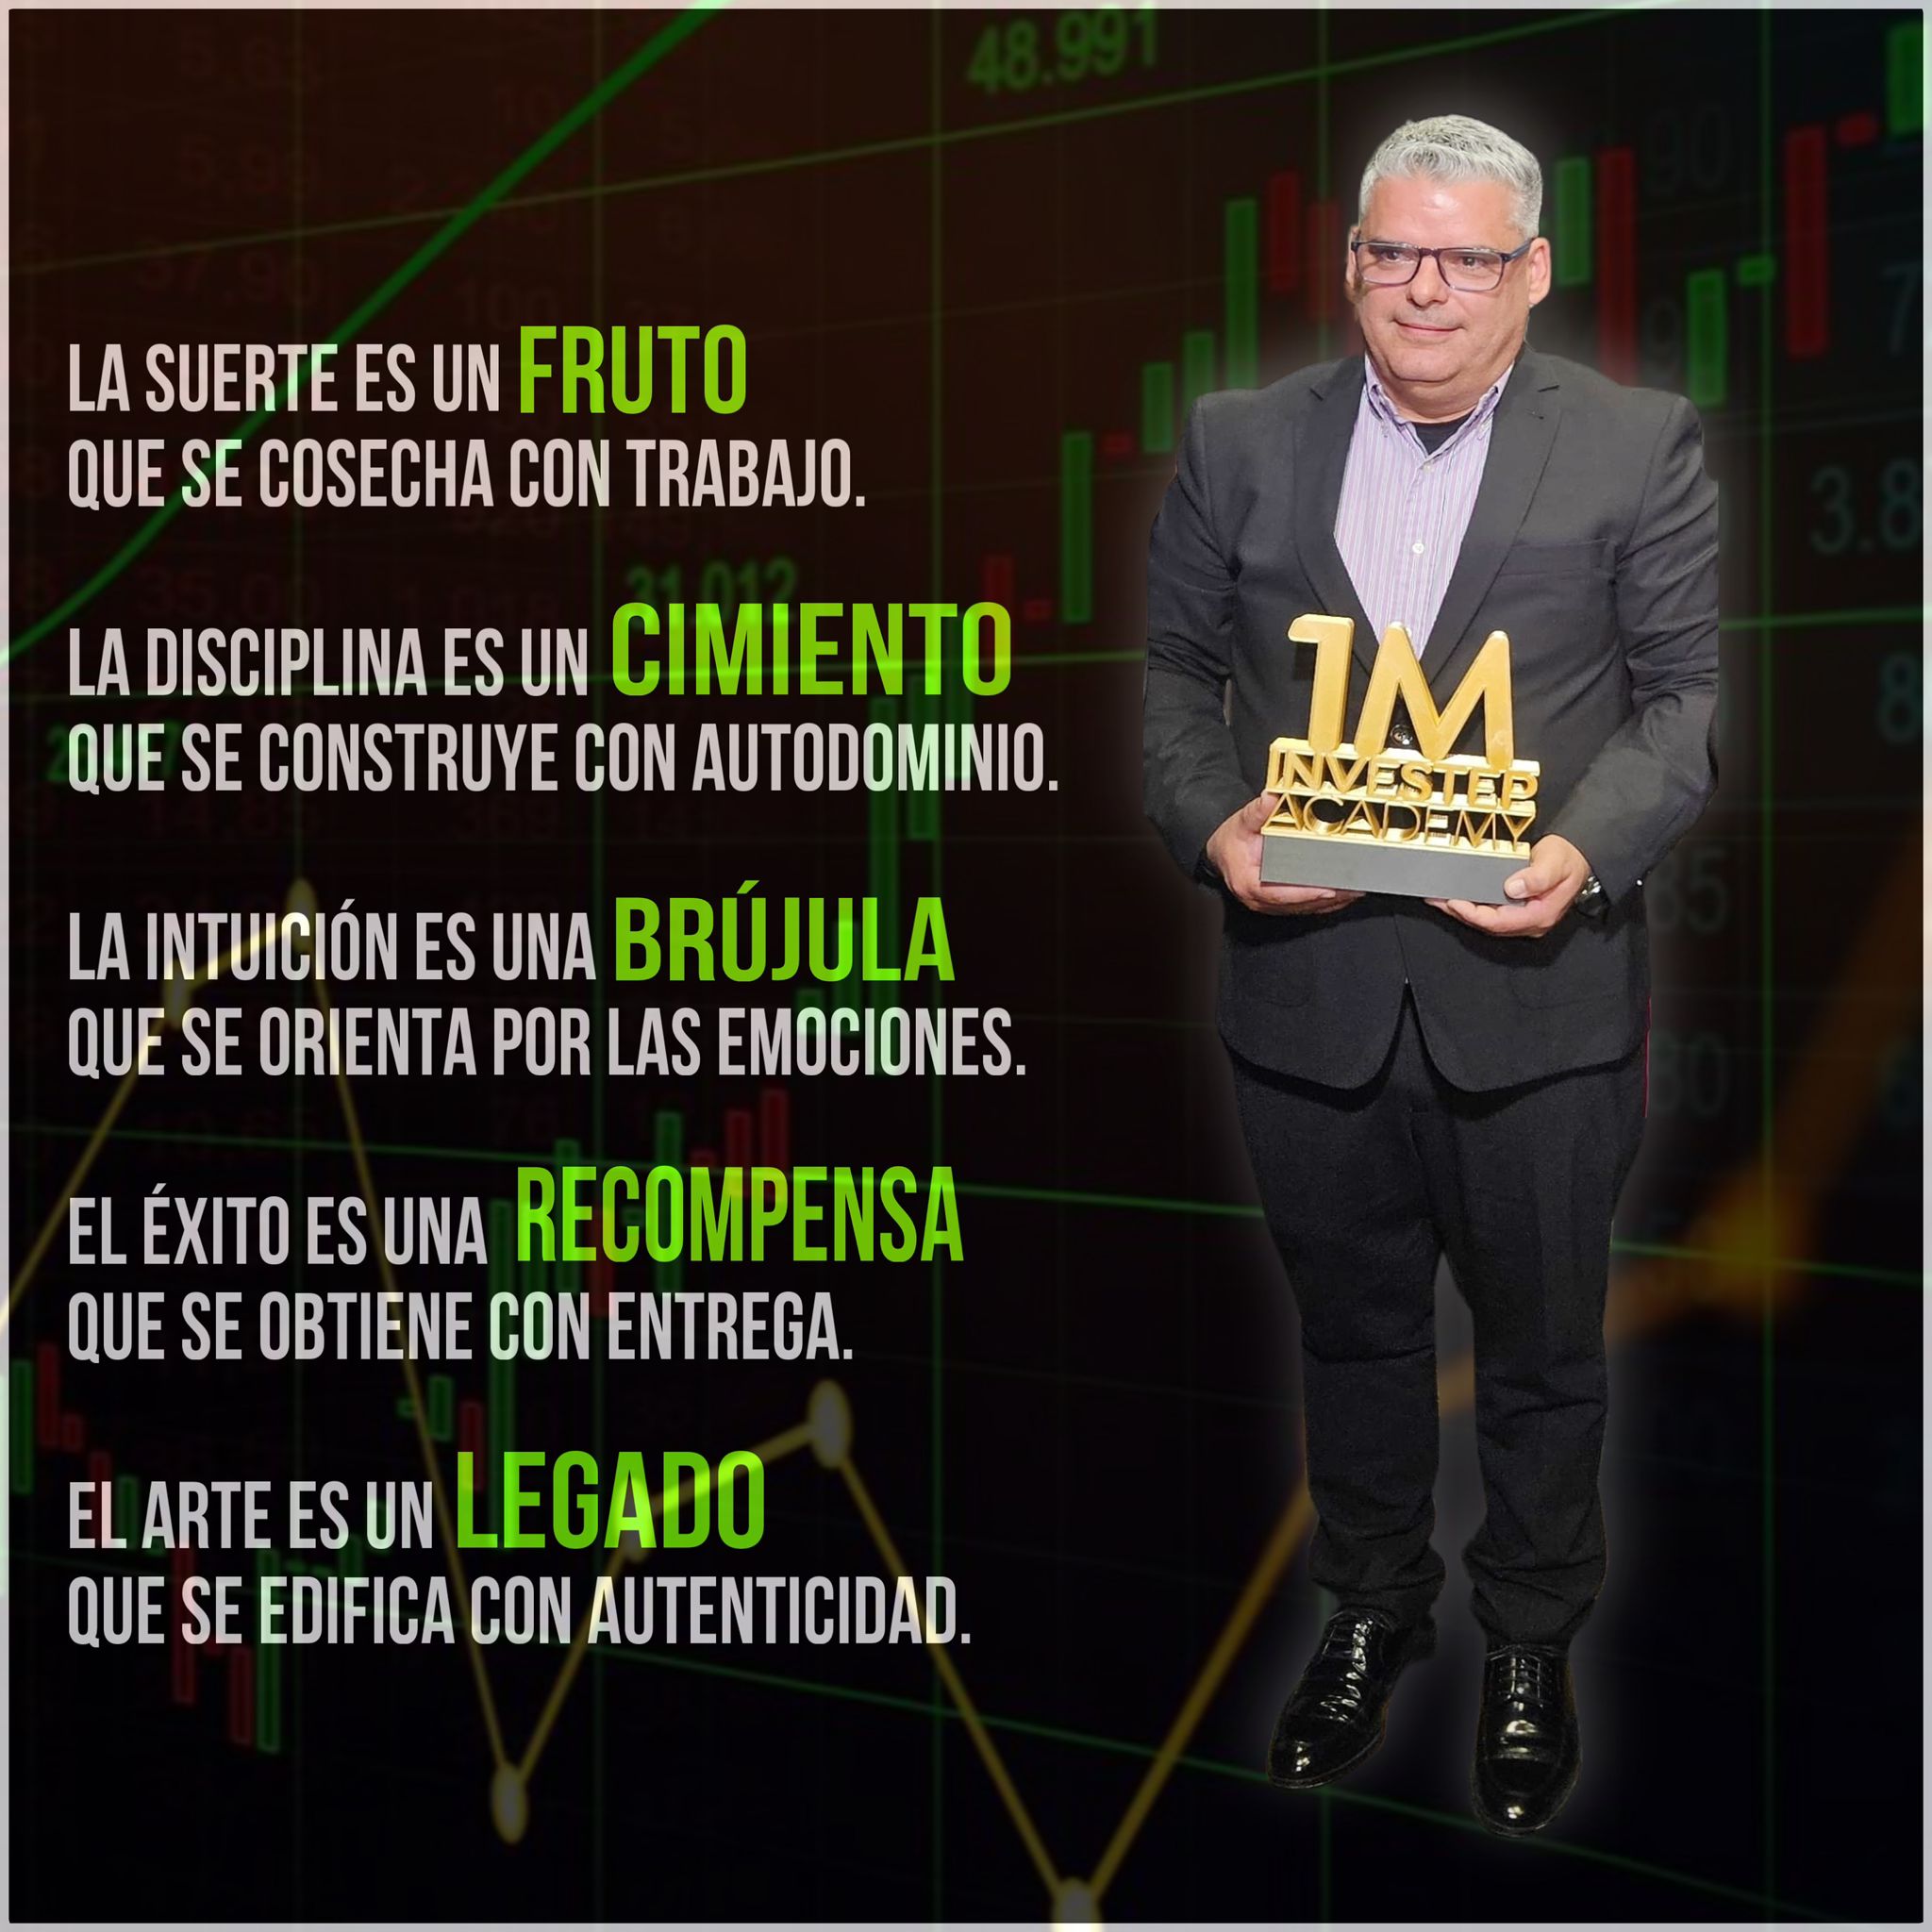 48.991
LA SUERTE ES UN FRUTO
QUE SE COSECHA CON TRABAJO.
31.012
LA DISCIPLINA ES UN CIMIENTO
QUE SE CONSTRUYE CON AUTODOMINIO.
LA INTUICIÓN ES UNA BRÚJULA
QUE SE ORIENTA POR LAS EMOCIONES.
EL ÉXITO ES UNA RECOMPENSA
QUE SE OBTIENE CON ENTREGA.
EL ARTE ES UN LEGADO
QUE SE EDIFICA CON AUTENTICIDAD.
1M
INVESTEP
ACADEMY